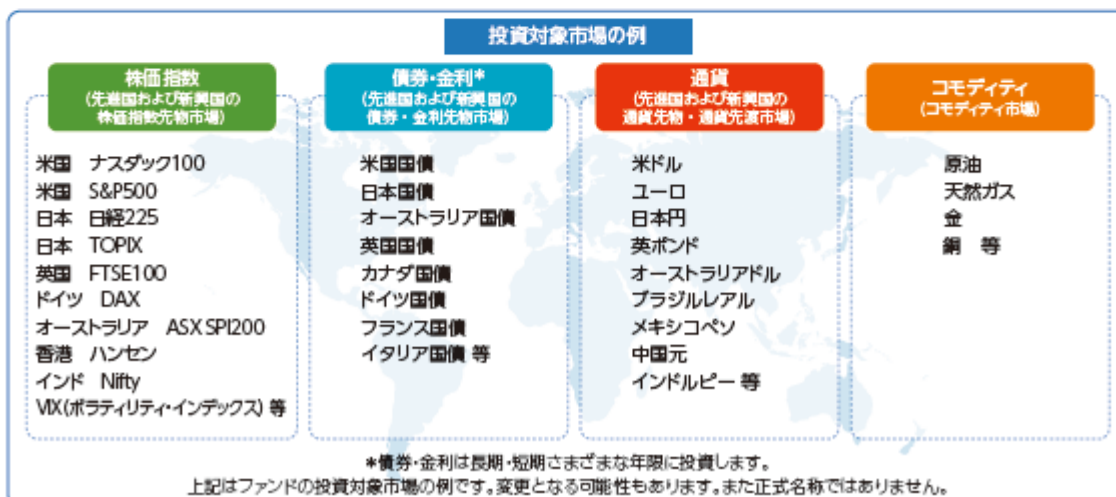 投資対象市場の例
株価指数
(先進国および新興国の
株価指数先物市場)
米国 ナスダック100
米国 S&P500
日本 日経225
日本 TOPIX
英国 FTSE100
ドイツ DAX
オーストラリア ASX SPI200
香港 ハンセン
インド Nifty
VIX(ボラティリティ・インデックス) 等
債券・金利*
(先進国および新興国の
債券・金利先物市場)
米国国債
日本国債
オーストラリア国債
英国国債
カナダ国債
ドイツ国債
フランス国債
イタリア国債 等
通貨
(先進国および新興国の
通貨先物・通貨先渡市場)
米ドル
ユーロ
日本円
英ポンド
オーストラリアドル
ブラジルレアル
メキシコペソ
中国元
インドルピー 等
コモディティ
(コモディティ市場)
原油
天然ガス
金
銅 等
*債券・金利は長期・短期さまざまな年限に投資します。
上記はファンドの投資対象市場の例です。変更となる可能性もあります。また正式名称ではありません。